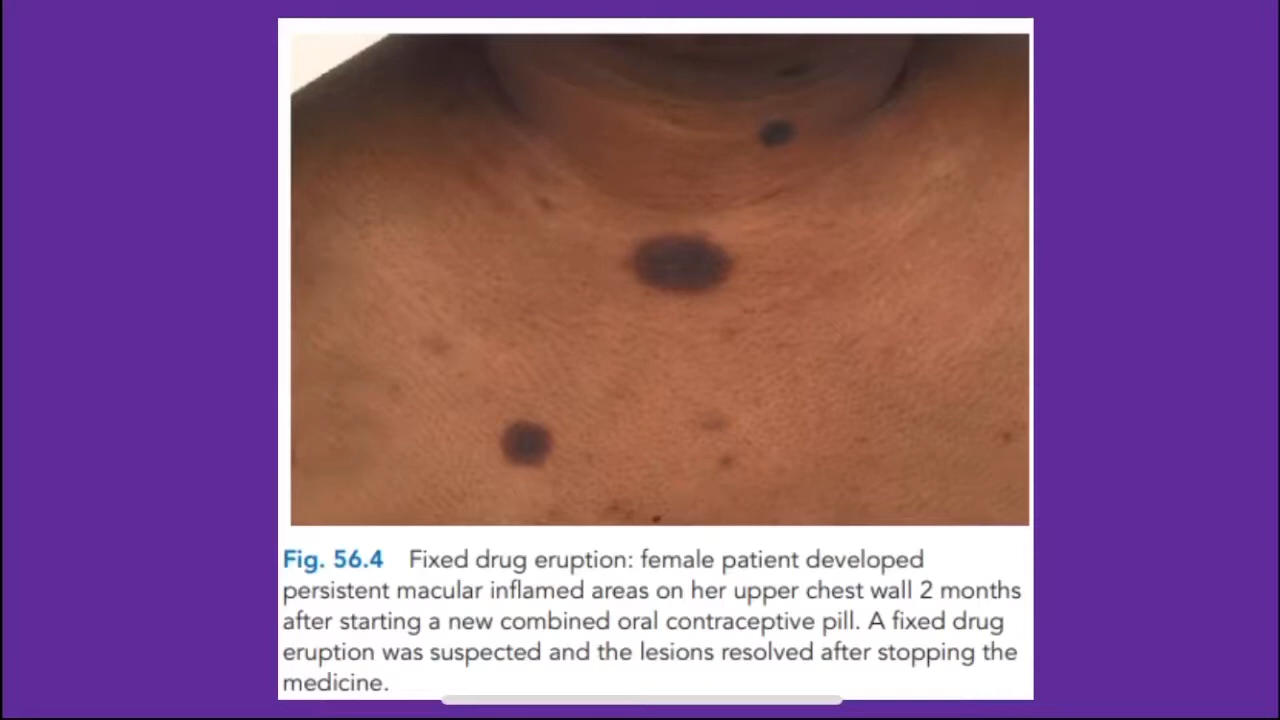 Fig. 56.4 Fixed drug eruption: female patient developed
persistent macular inflamed areas on her upper chest wall 2 months
after starting a new combined oral contraceptive pill. A fixed drug
eruption was suspected and the lesions resolved after stopping the
medicine.